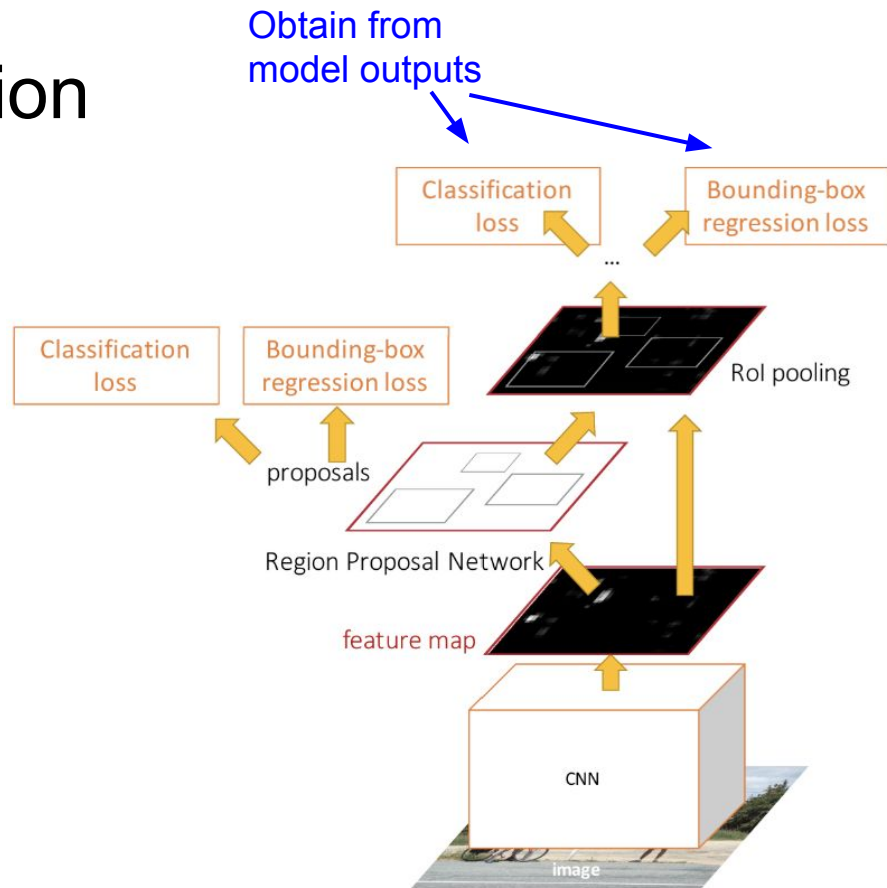 Obtain from
model outputs
ion
Classification
loss
Bounding-box
regression loss
...
Classification
loss
Bounding-box
regression loss
RoI pooling
proposals
Region Proposal Network
feature map
CNN
image